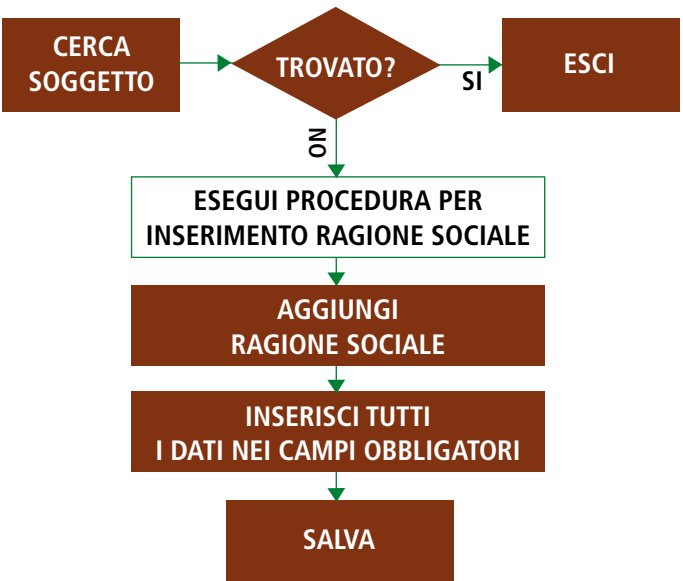 CERCA
SOGGETTO
TROVATO?
SI
ESCI
NO
ESEGUI PROCEDURA PER
INSERIMENTO RAGIONE SOCIALE
AGGIUNGI
RAGIONE SOCIALE
INSERISCI TUTTI
I DATI NEI CAMPI OBBLIGATORI
SALVA